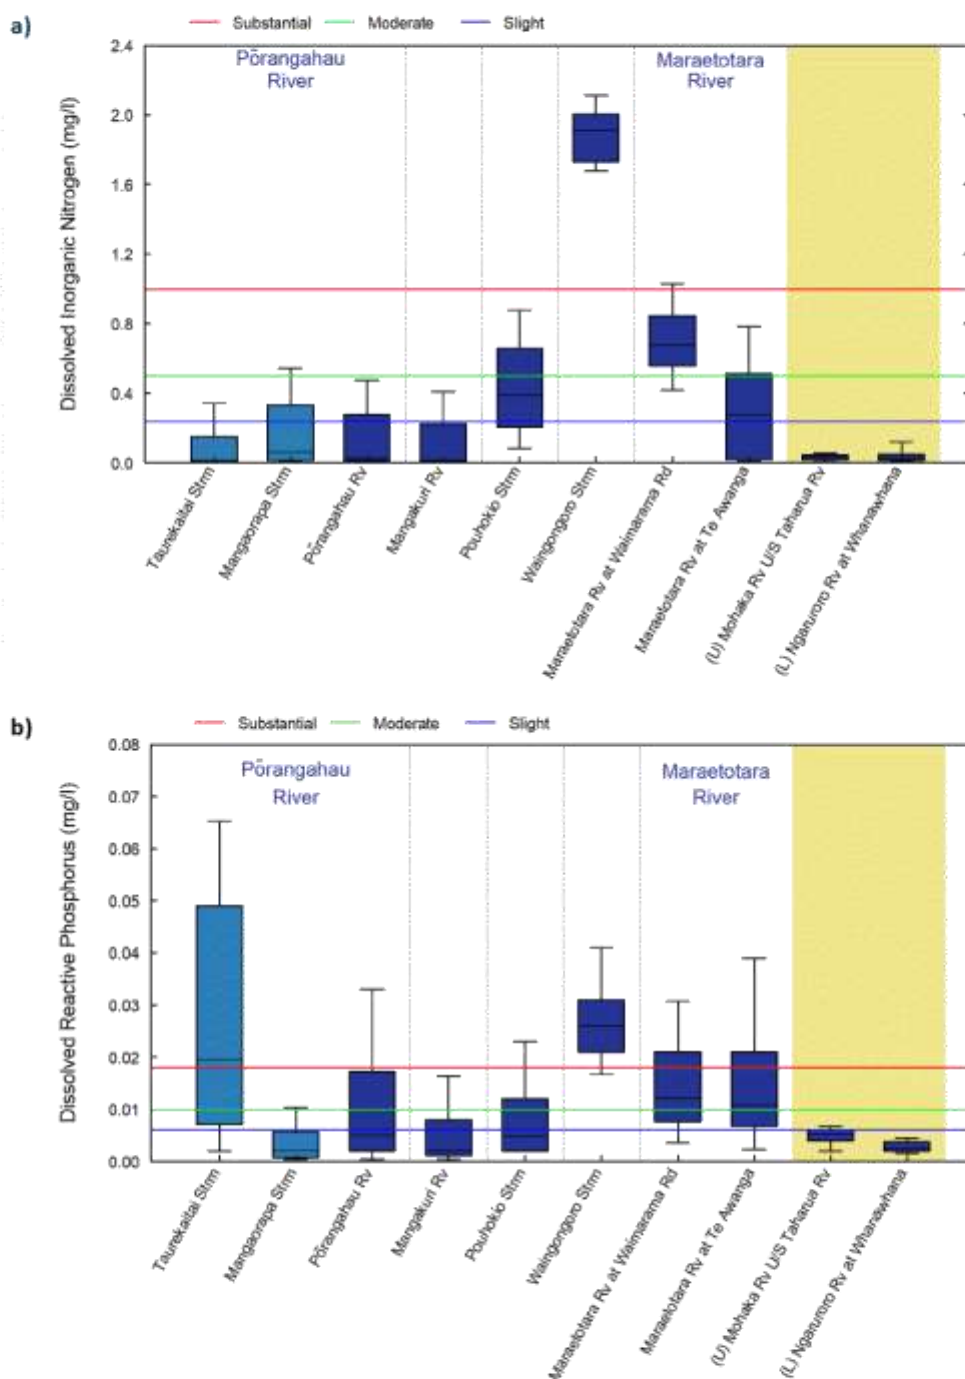 a)
Substantial Moderate Slight
Pōrangahau
River
Maraetotara
River
Dissolved Inorganic Nitrogen (mg/l)
2.4
2.0
1.6
1.2
0.8
0.4
0.0
Taurekaitai Strm
Mangaorapa Strm
Pōrangahau Rv
Mangakuri Rv
Pouhokio Strm
Waingongoro Strm
Maraetotara Rv at Waimarama Rd
Maraetotara Rv at Te Awanga
(U) Mohaka Rv U/S Taharua Rv
(L) Ngaruroro Rv at Whanawhana
b)
Substantial Moderate Slight
Pōrangahau
River
Maraetotara
River
Dissolved Reactive Phosphorus (mg/l)
0.08
0.07
0.06
0.05
0.04
0.03
0.02
0.01
0.00
Taurekaitai Strm
Mangaorapa Strm
Pōrangahau Rv
Mangakuri Rv
Pouhokio Strm
Waingongoro Strm
Maraetotara Rv at Waimarama Rd
Maraetotara Rv at Te Awanga
(U) Mohaka Rv U/S Taharua Rv
(L) Ngaruroro Rv at Whanawhana